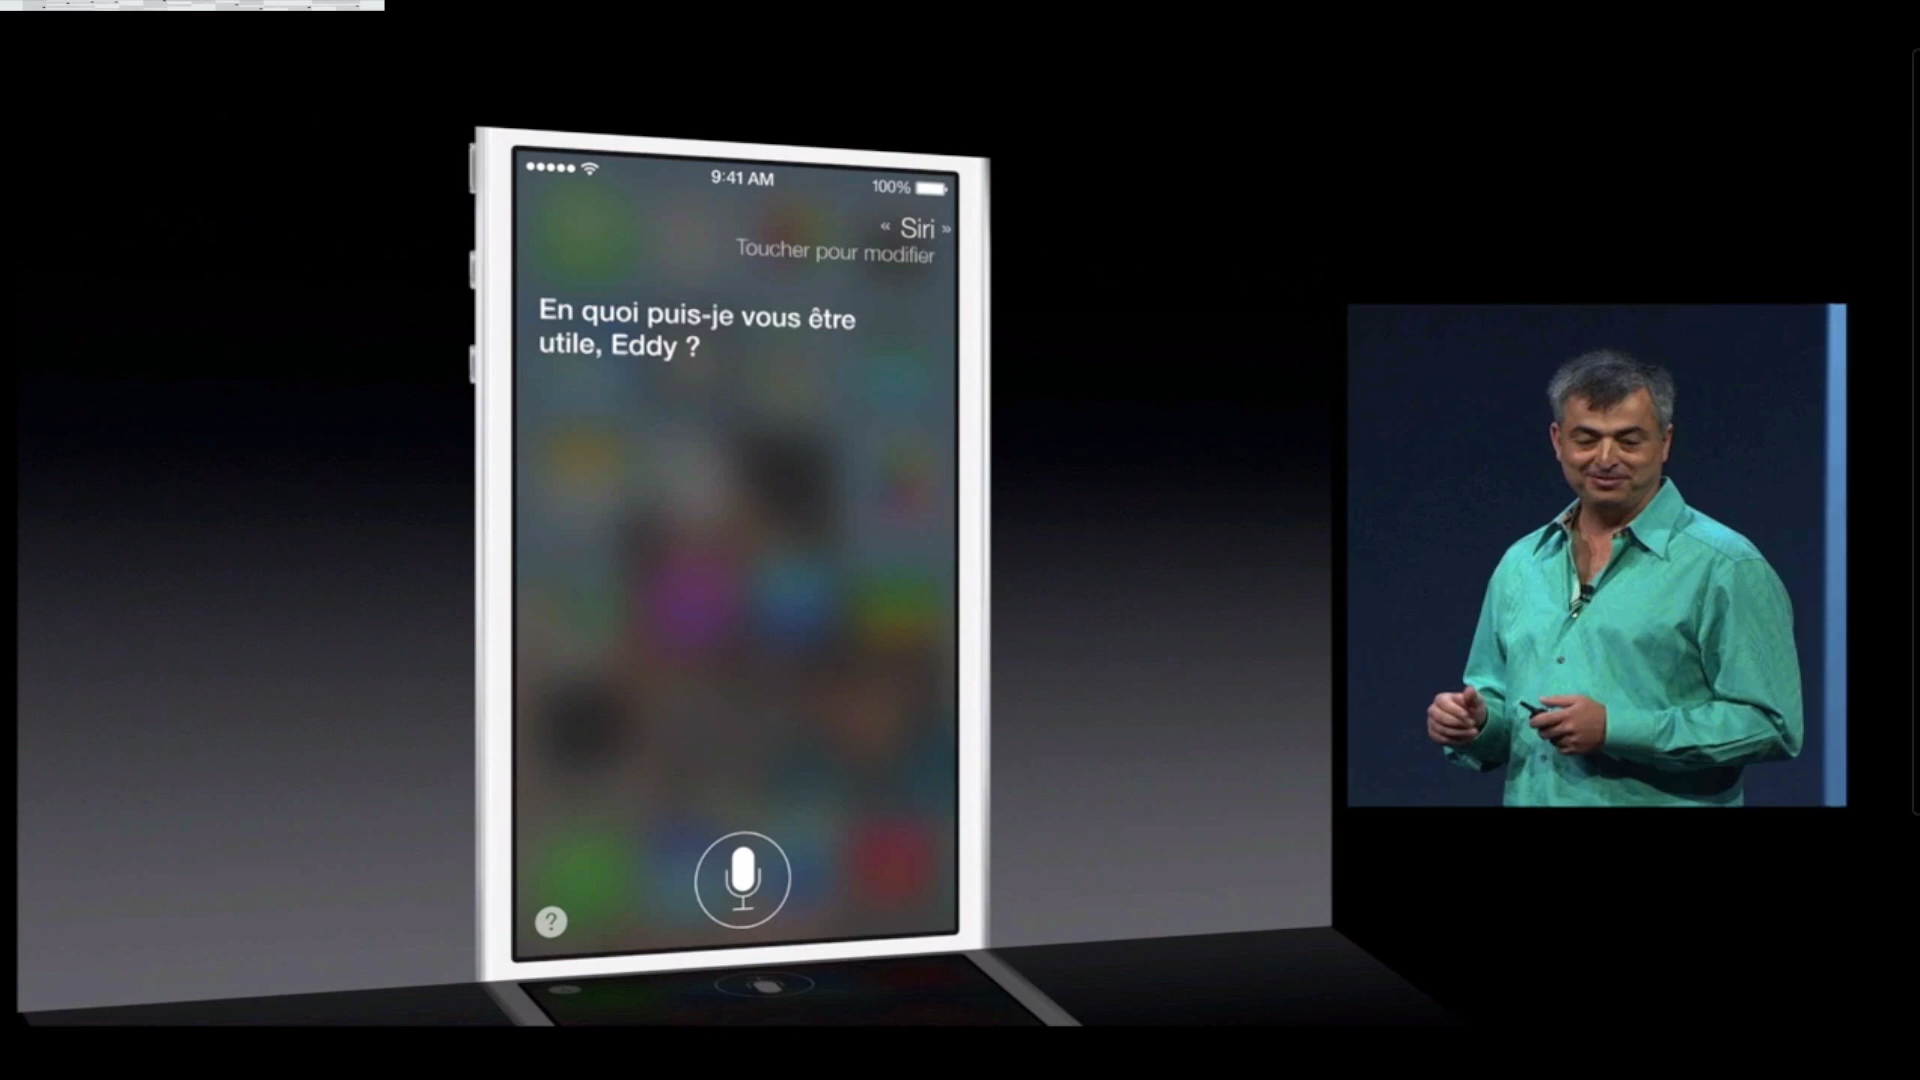 9:41 AM
100%
« Siri »
Toucher pour modifier
En quoi puis-je vous être
utile, Eddy ?
?